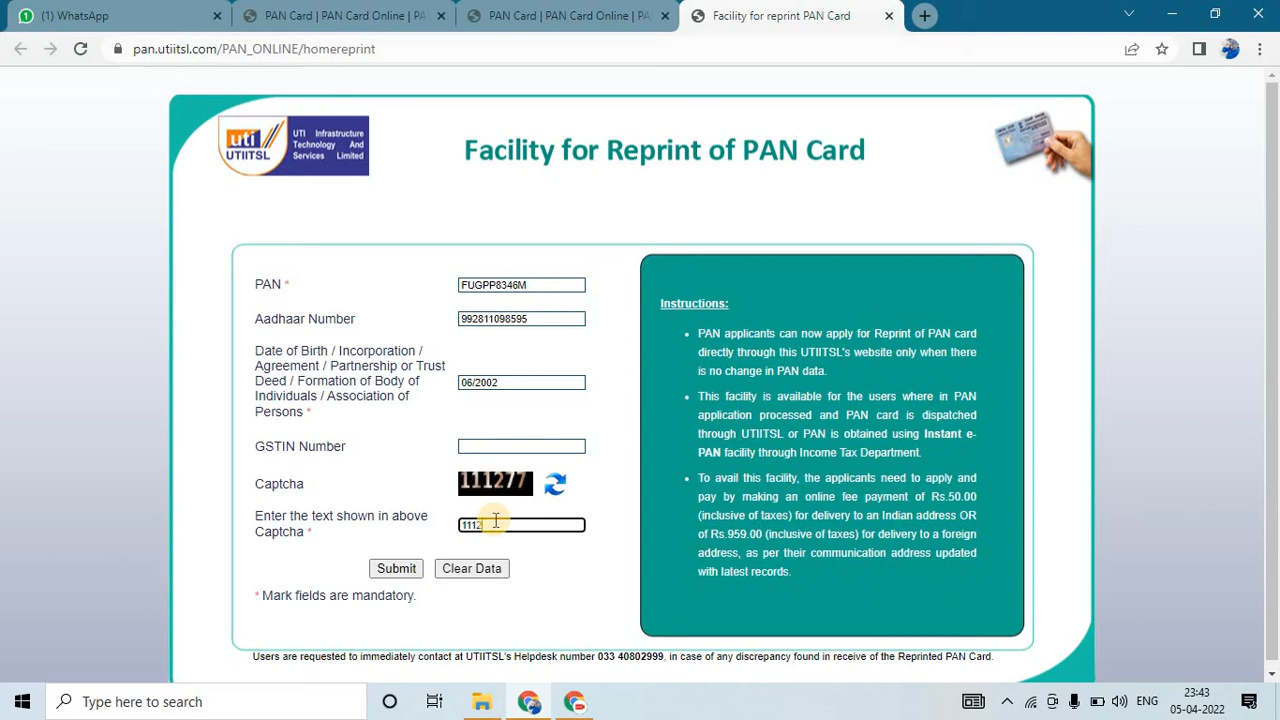 (1) WhatsApp
PAN Card | PAN Card Online | PA
PAN Card | PAN Card Online | PA
Facility for reprint PAN Card
pan.utiitsl.com/PAN_ONLINE/homereprint
uti
UTIITSL
UTI Infrastructure
Technology And
Services Limited
Facility for Reprint of PAN Card
PAN *
FUGPP8346M
Aadhaar Number
992811098595
Date of Birth / Incorporation /
Agreement / Partnership or Trust
Deed / Formation of Body of
Individuals / Association of
Persons *
06/2002
GSTIN Number
Captcha
111277
Enter the text shown in above
Captcha *
1112
Submit
Clear Data
* Mark fields are mandatory.
Instructions:
• PAN applicants can now apply for Reprint of PAN card
directly through this UTIITSL's website only when there
is no change in PAN data.
• This facility is available for the users where in PAN
application processed and PAN card is dispatched
through UTIITSL or PAN is obtained using Instant e-
PAN facility through Income Tax Department.
• To avail this facility, the applicants need to apply and
pay by making an online fee payment of Rs.50.00
(inclusive of taxes) for delivery to an Indian address OR
of Rs.959.00 (inclusive of taxes) for delivery to a foreign
address, as per their communication address updated
with latest records.
Users are requested to immediately contact at UTIITSL's Helpdesk number 033 40802999, in case of any discrepancy found in receive of the Reprinted PAN Card.
Type here to search
ENG
23:43
05-04-2022